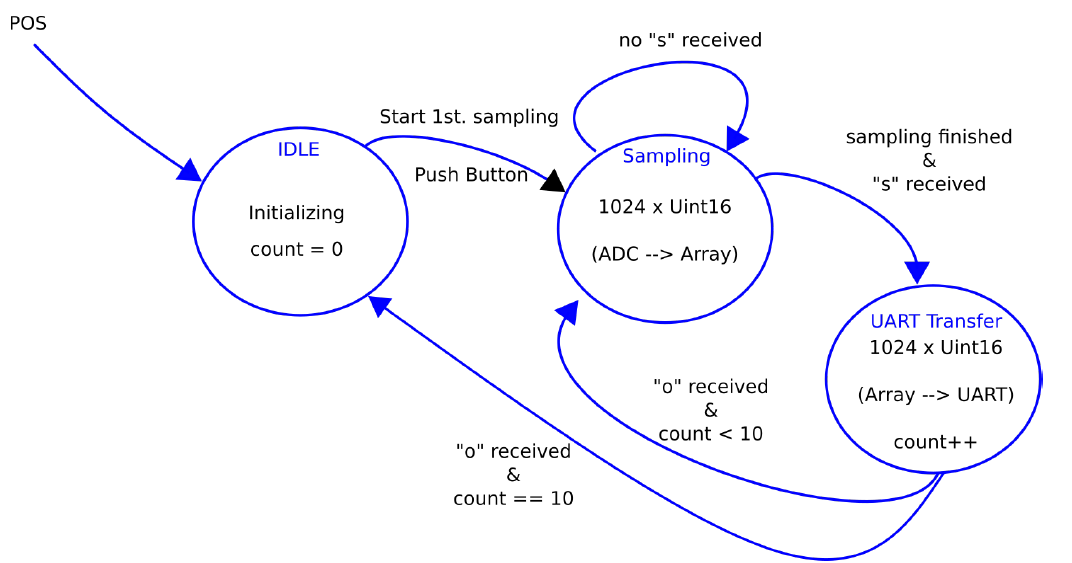 POS
IDLE
Initializing
count = 0
Start 1st. sampling
Push Button
no "s" received
Sampling
1024 x Uint16
(ADC --> Array)
sampling finished
&
"s" received
UART Transfer
1024 x Uint16
(Array --> UART)
count++
"o" received
&
count < 10
"o" received
&
count == 10